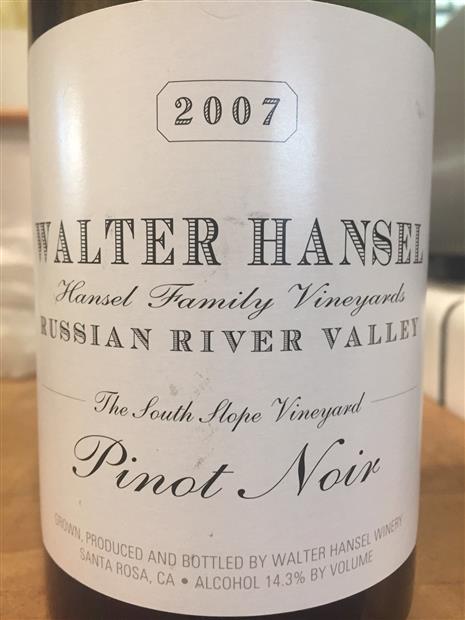 2007
WALTER HANSEL
Hansel Family Vineyards
RUSSIAN RIVER VALLEY
The South Slope Vineyard
Pinot Noir
GROWN, PRODUCED AND BOTTLED BY WALTER HANSEL WINERY
SANTA ROSA, CA • ALCOHOL 14.3% BY VOLUME